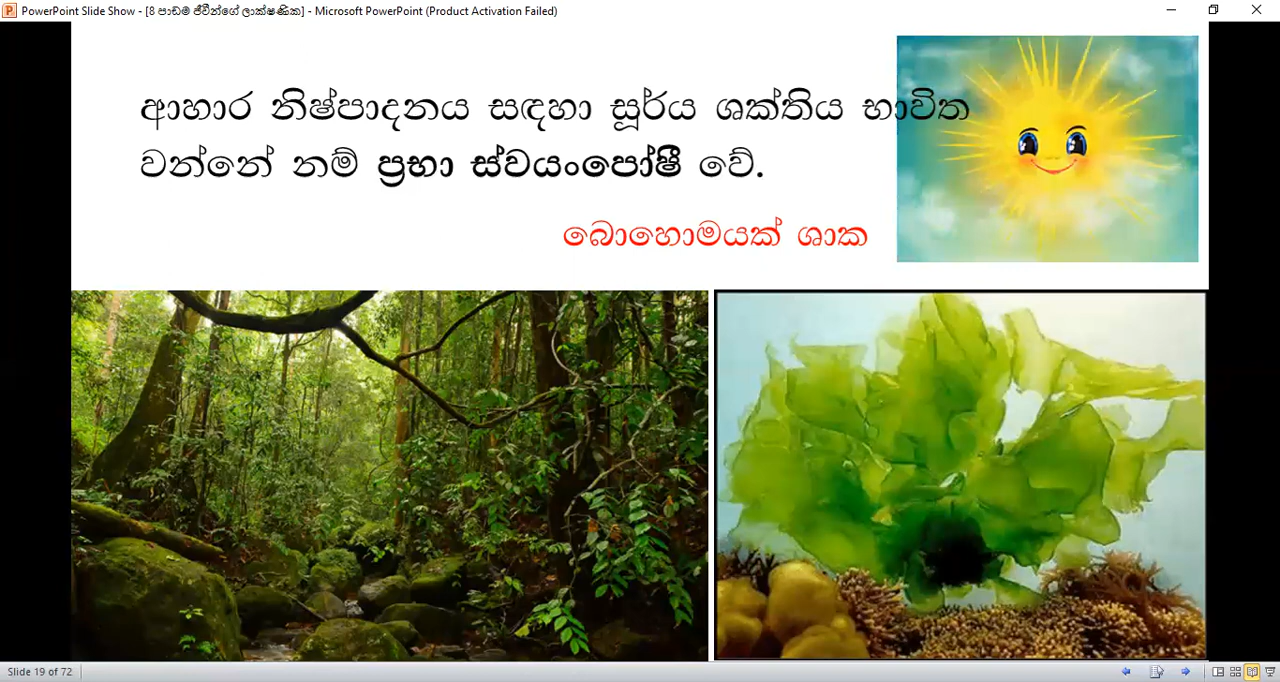 PowerPoint Slide Show - [8 පාඩම ජීවීන්ගේ ලාක්ෂණික] - Microsoft PowerPoint (Product Activation Failed)
ආහාර නිෂ්පාදනය සඳහා සූර්ය ශක්තිය භාවිත
වන්නේ නම් ප්‍රභා ස්වයංපෝෂී වේ.
බොහොමයක් ශාක
Slide 19 of 72